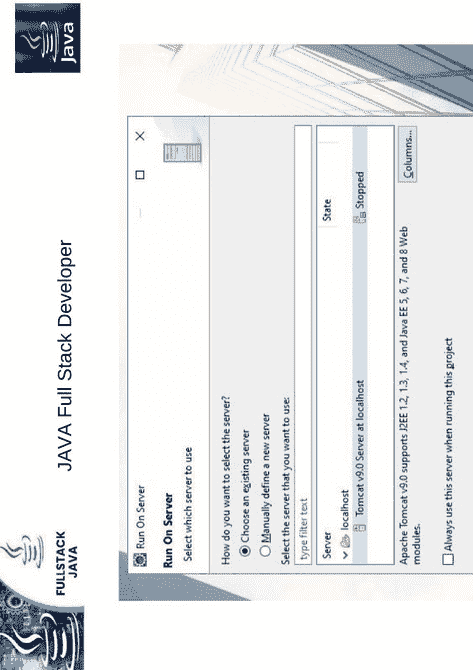 FULLSTACK
JAVA
JAVA Full Stack Developer
Java
Run On Server
Run On Server
Select which server to use
How do you want to select the server?
Choose an existing server
Manually define a new server
Select the server that you want to use:
type filter text
Server State
localhost
Tomcat v9.0 Server at localhost Stopped
Apache Tomcat v9.0 supports J2EE 1.2, 1.3, 1.4, and Java EE 5, 6, 7, and 8 Web
modules.
Columns...
Always use this server when running this project